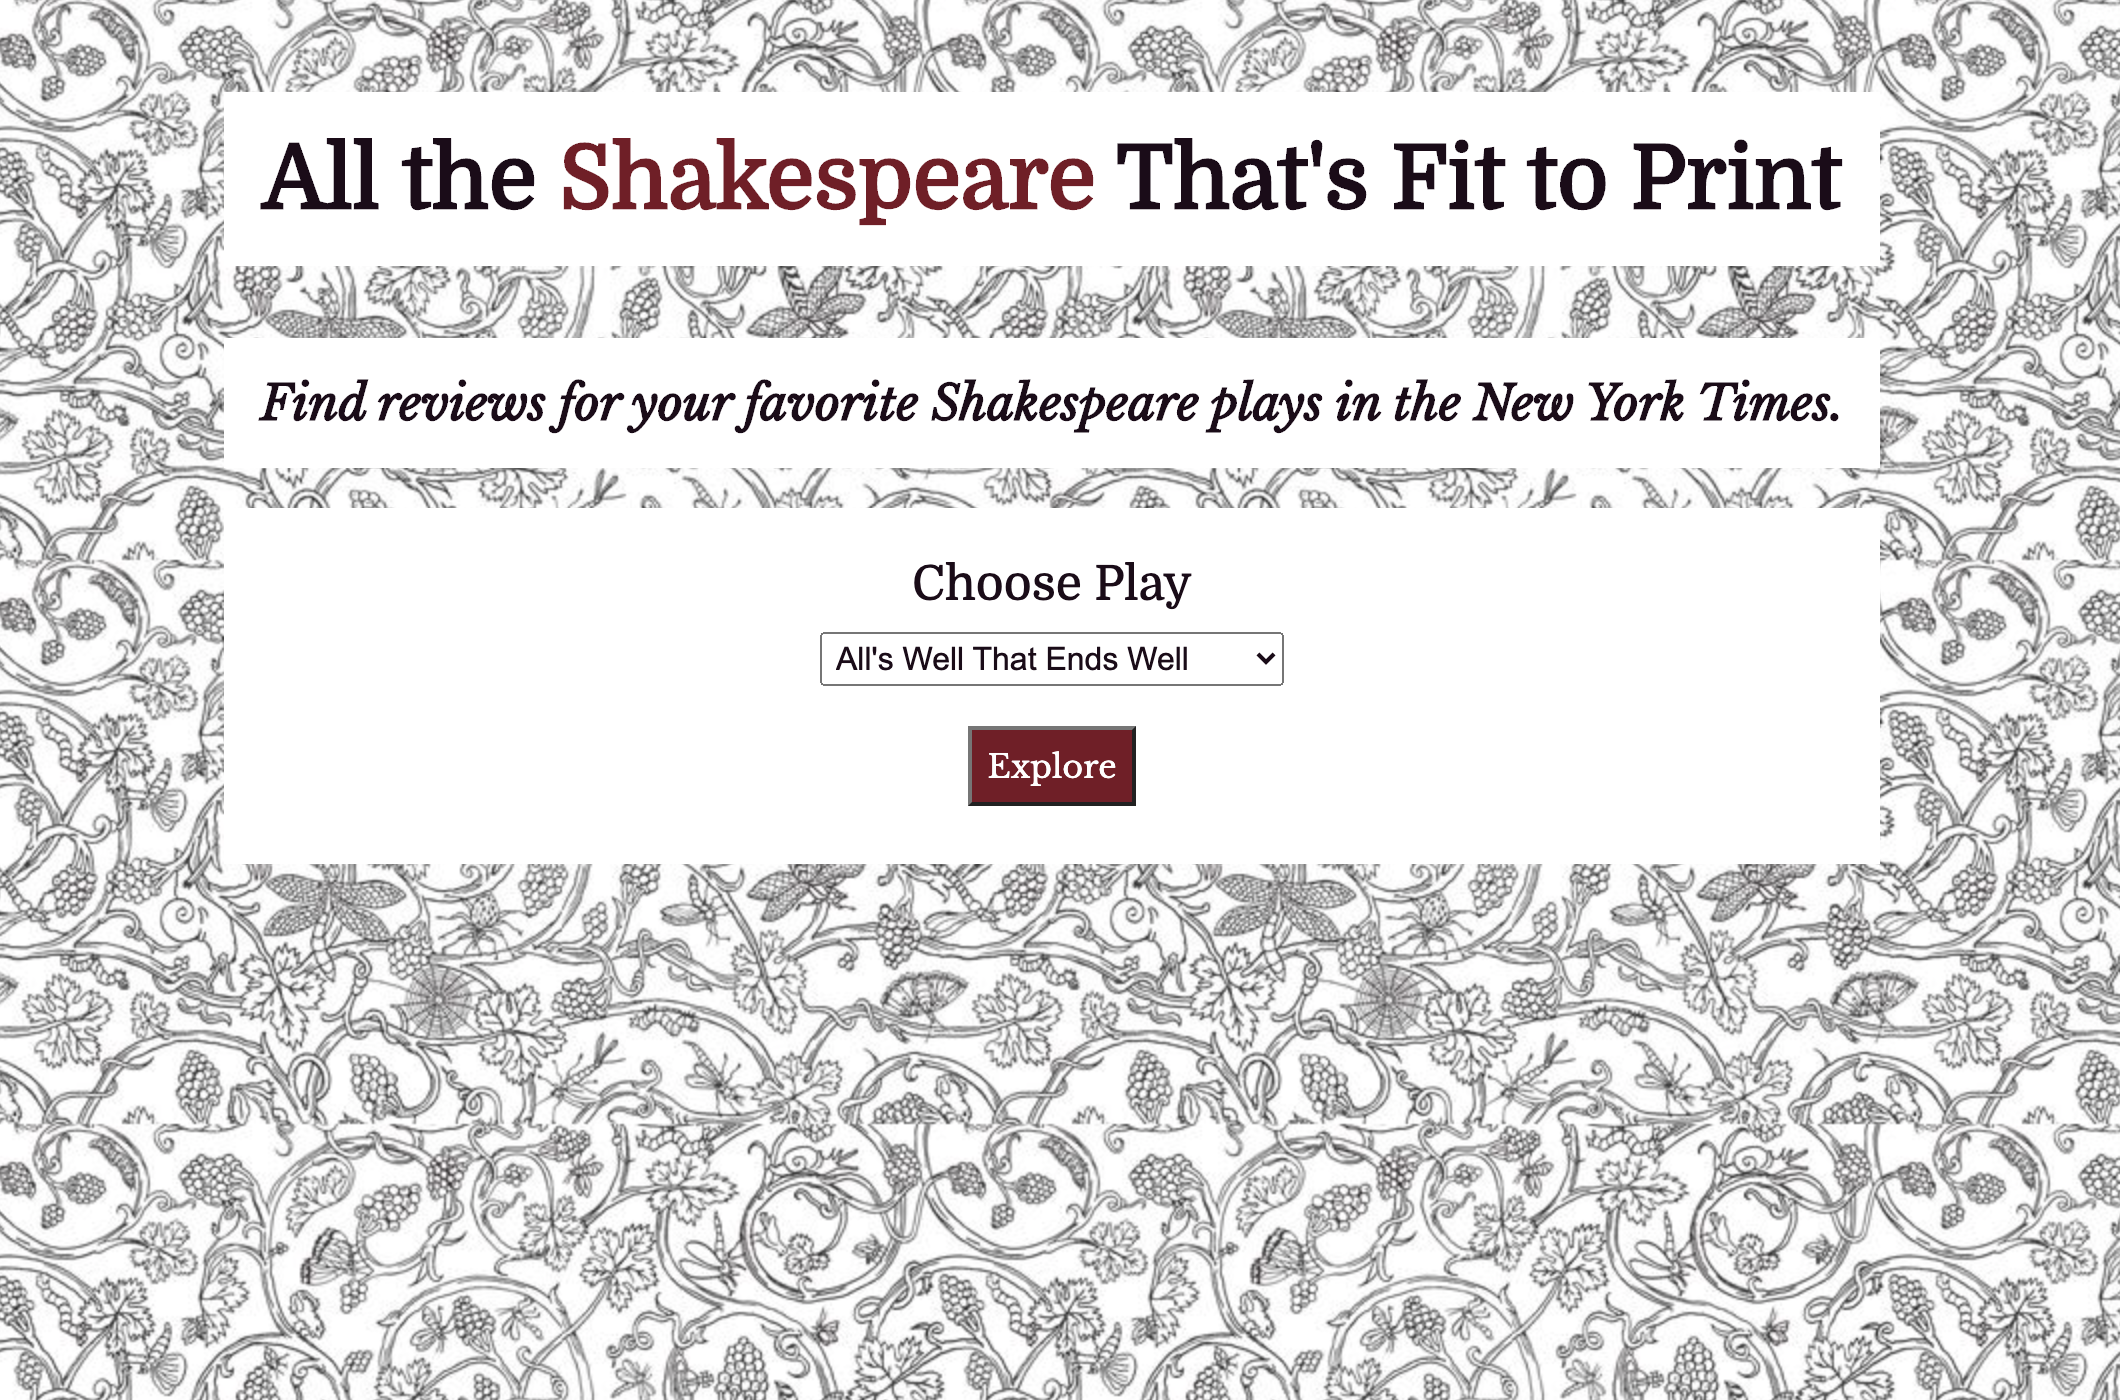 All the Shakespeare That's Fit to Print
Find reviews for your favorite Shakespeare plays in the New York Times.
Choose Play
All's Well That Ends Well
Explore